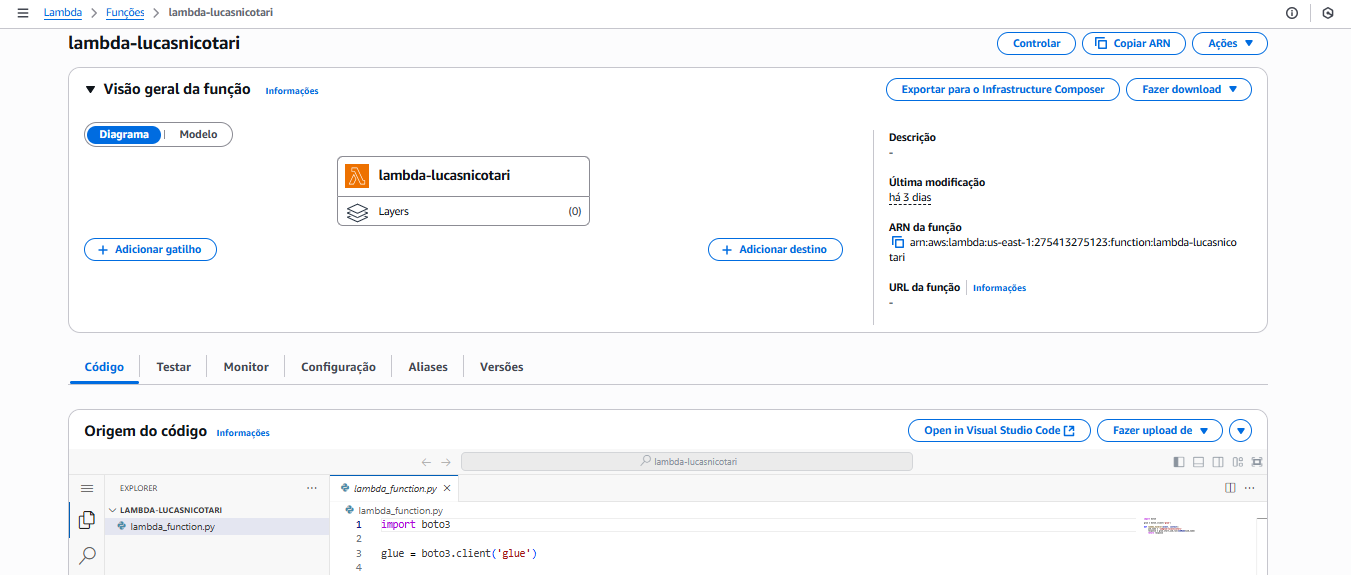 Lambda > Funções > lambda-lucasnicotari
lambda-lucasnicotari
Controlar
Copiar ARN
Ações
Visão geral da função
Informações
Exportar para o Infrastructure Composer
Fazer download
Diagrama
Modelo
lambda-lucasnicotari
Layers
(0)
+ Adicionar gatilho
+ Adicionar destino
Descrição
-
Última modificação
há 3 dias
ARN da função
arn:aws:lambda:us-east-1:275413275123:function:lambda-lucasnico
tari
URL da função
Informações
-
Código
Testar
Monitor
Configuração
Aliases
Versões
Origem do código
Informações
Open in Visual Studio Code
Fazer upload de
lambda-lucasnicotari
EXPLORER
LAMBDA-LUCASNICOTARI
lambda_function.py
lambda_function.py
lambda_function.py
1 import boto3
2
3 glue = boto3.client('glue')
4